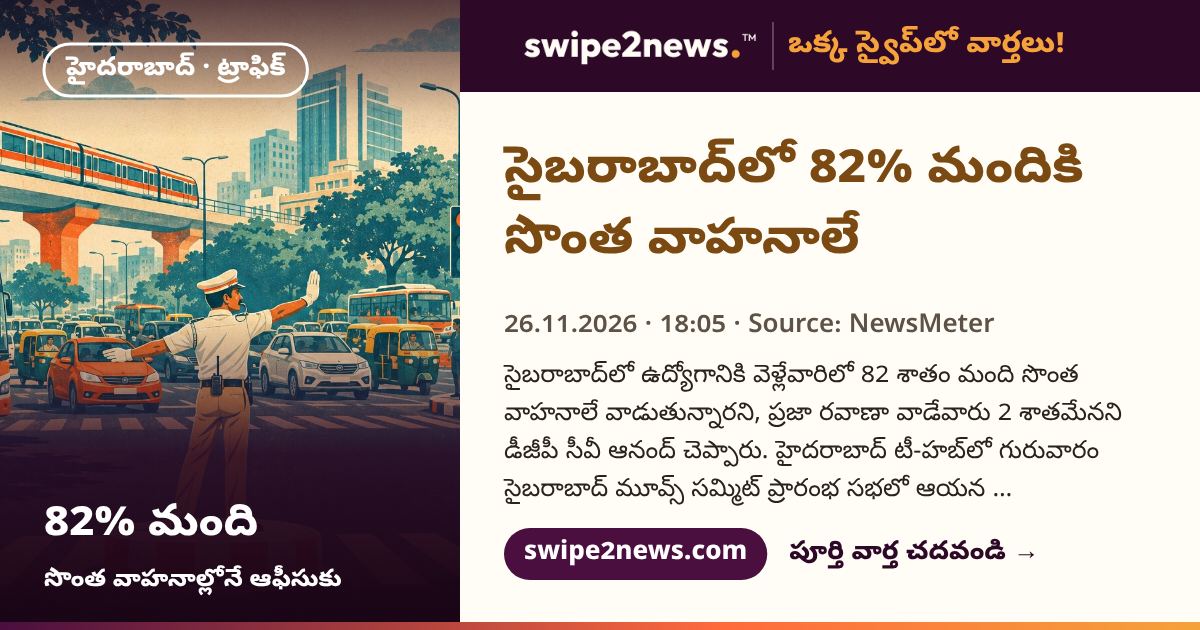 హైదరాబాద్ · ట్రాఫిక్
82% మంది
సొంత వాహనాల్లోనే ఆఫీసుకు
swipe2news.™ ఒక్క స్వైప్‌లో వార్తలు!
సైబరాబాద్‌లో 82% మందికి
సొంత వాహనాలే
26.11.2026 · 18:05 · Source: NewsMeter
సైబరాబాద్‌లో ఉద్యోగానికి వెళ్లేవారిలో 82 శాతం మంది సొంత
వాహనాలే వాడుతున్నారని, ప్రజా రవాణా వాడేవారు 2 శాతమేనని
డీజీపీ సీవీ ఆనంద్ చెప్పారు. హైదరాబాద్ టీ-హబ్‌లో గురువారం
సైబరాబాద్ మూవ్స్ సమ్మిట్ ప్రారంభ సభలో ఆయన ...
swipe2news.com పూర్తి వార్త చదవండి →